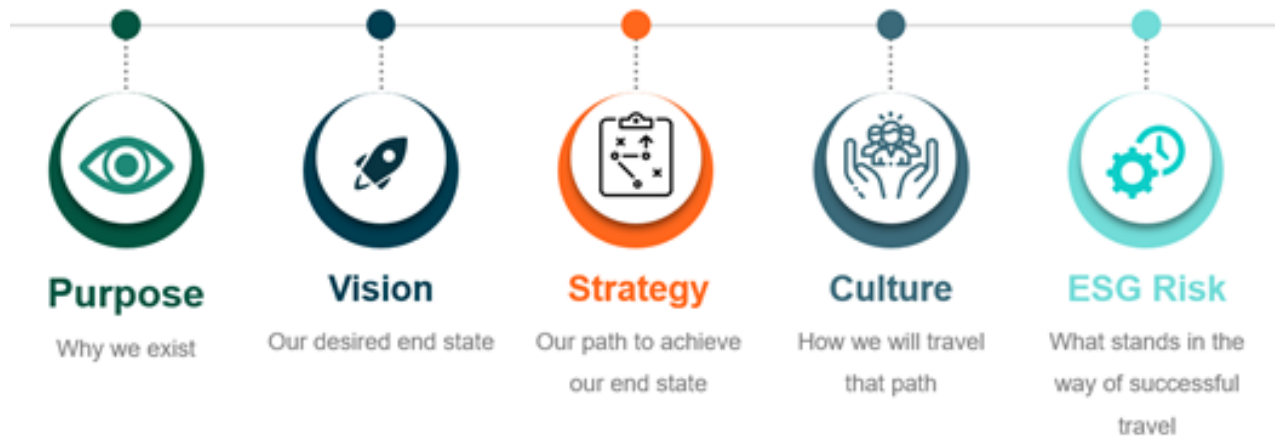 Purpose
Why we exist
Vision
Our desired end state
Strategy
Our path to achieve
our end state
Culture
How we will travel
that path
ESG Risk
What stands in the
way of successful
travel